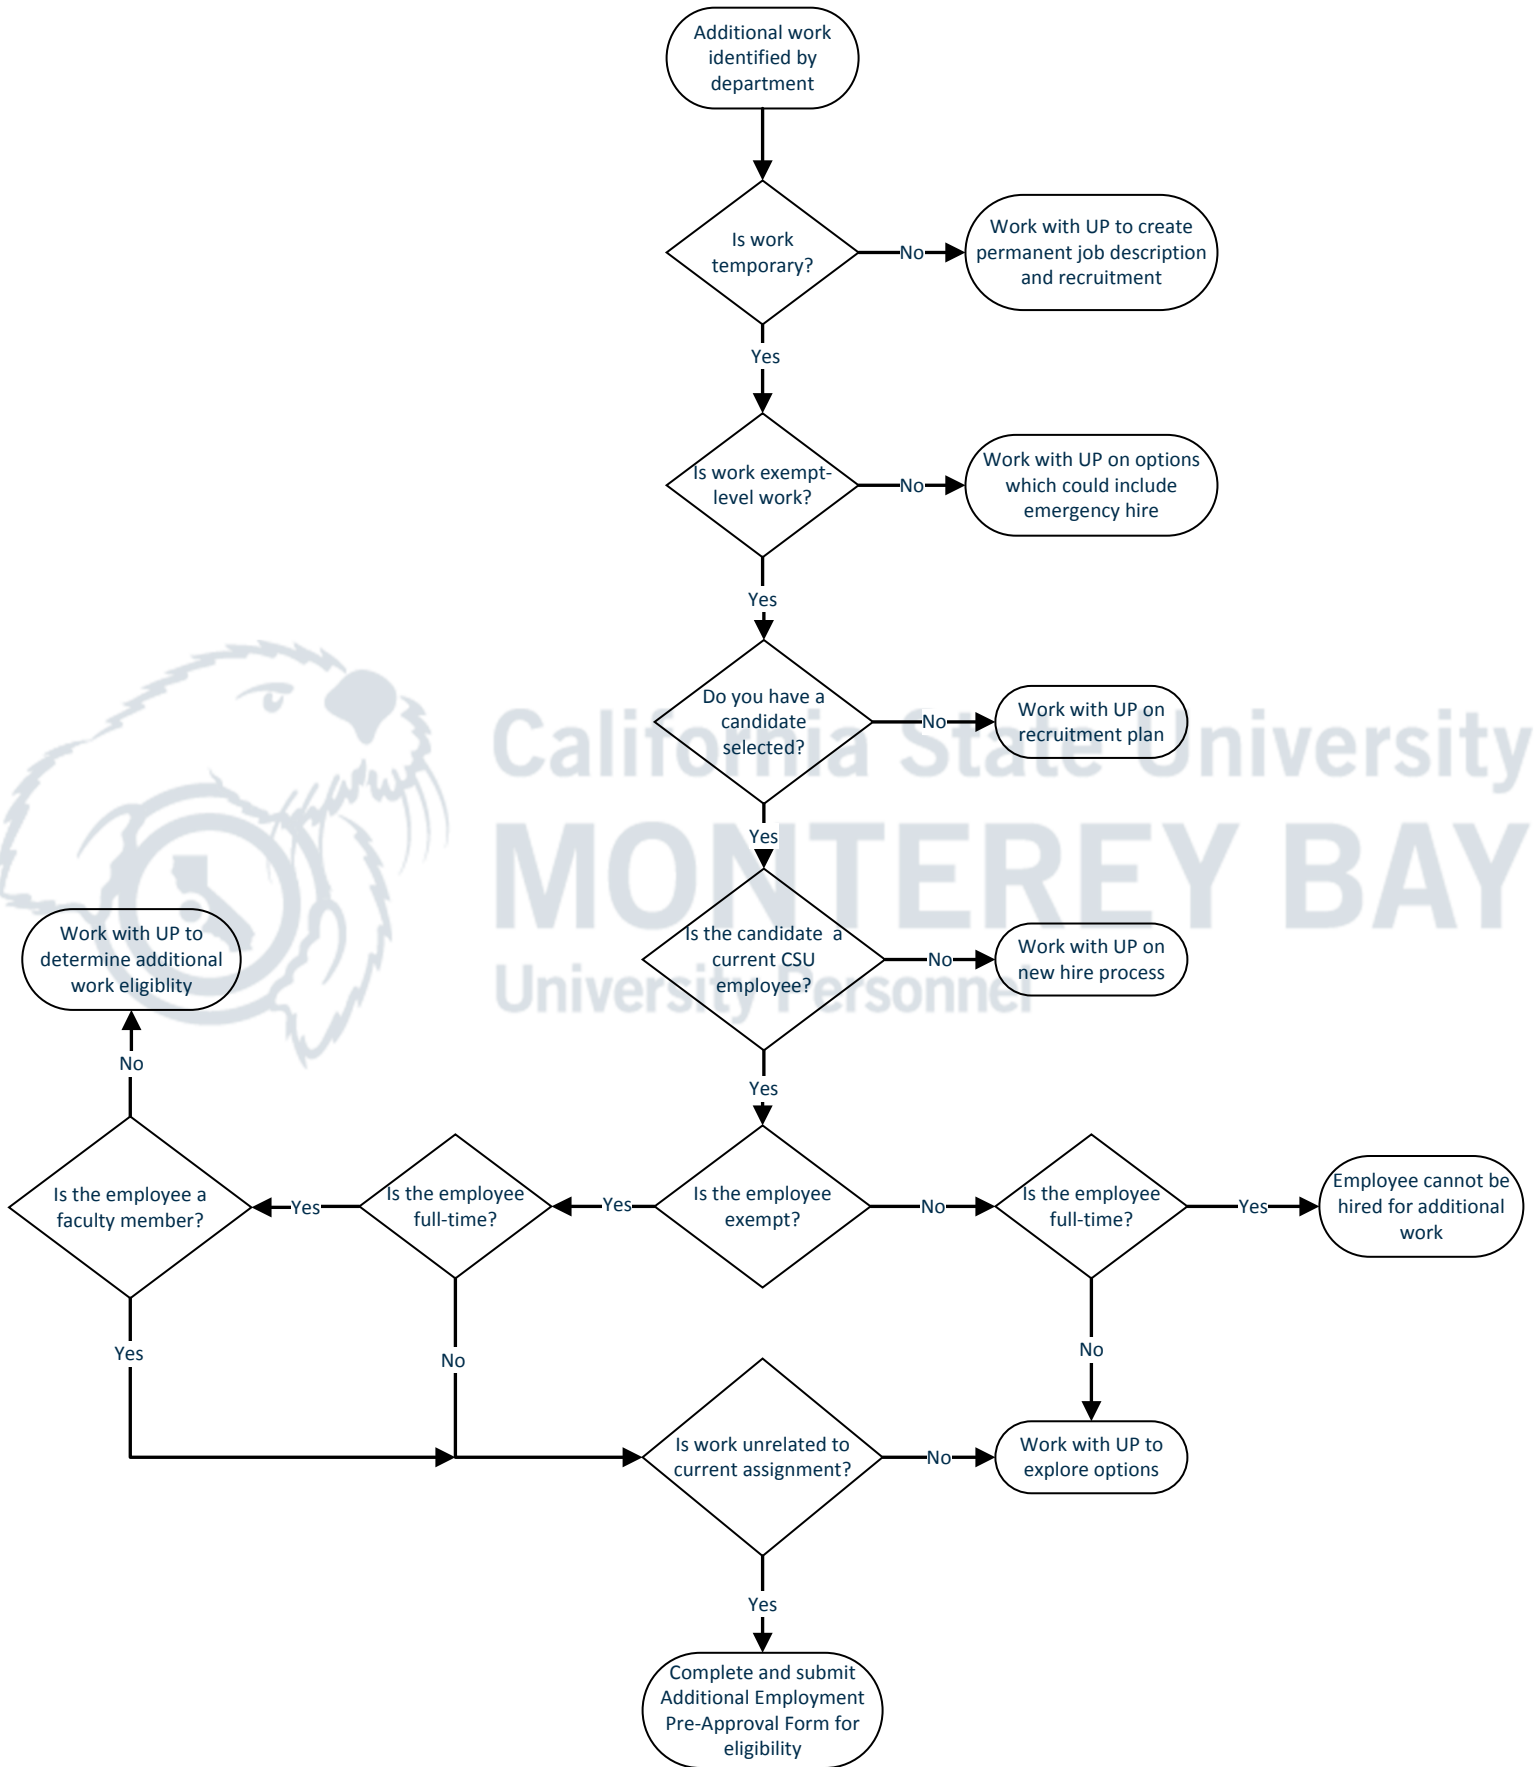 Additional work
identified by
department
Is work
temporary?
No
Work with UP to create
permanent job description
and recruitment
Yes
Is work exempt-
level work?
No
Work with UP on options
which could include
emergency hire
Yes
Do you have a
candidate
selected?
No
Work with UP on
recruitment plan
California State University
MONTEREY BAY
University Personnel
Yes
Is the candidate a
current CSU
employee?
No
Work with UP on
new hire process
Work with UP to
determine additional
work eligiblity
No
Yes
Is the employee a
faculty member?
Yes
Is the employee
full-time?
Yes
Is the employee
exempt?
No
Is the employee
full-time?
Yes
Employee cannot be
hired for additional
work
Yes
No
No
Is work unrelated to
current assignment?
No
Work with UP to
explore options
Yes
Complete and submit
Additional Employment
Pre-Approval Form for
eligibility